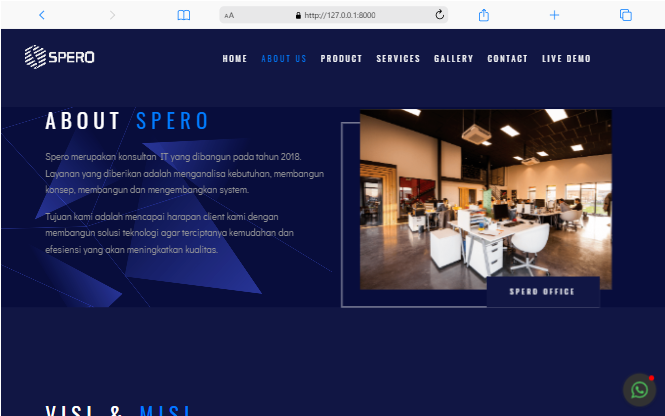 AA http://127.0.0.1:8000
SPERO
HOME ABOUT US PRODUCT SERVICES GALLERY CONTACT LIVE DEMO
ABOUT SPERO
Spero merupakan konsultan IT yang dibangun pada tahun 2018.
Layanan yang diberikan adalah menganalisa kebutuhan, membangun
konsep, membangun dan mengembangkan system.
Tujuan kami adalah mencapai harapan client kami dengan
membangun solusi teknologi agar terciptanya kemudahan dan
efesiensi yang akan meningkatkan kualitas.
SPERO OFFICE
VISI & MISI